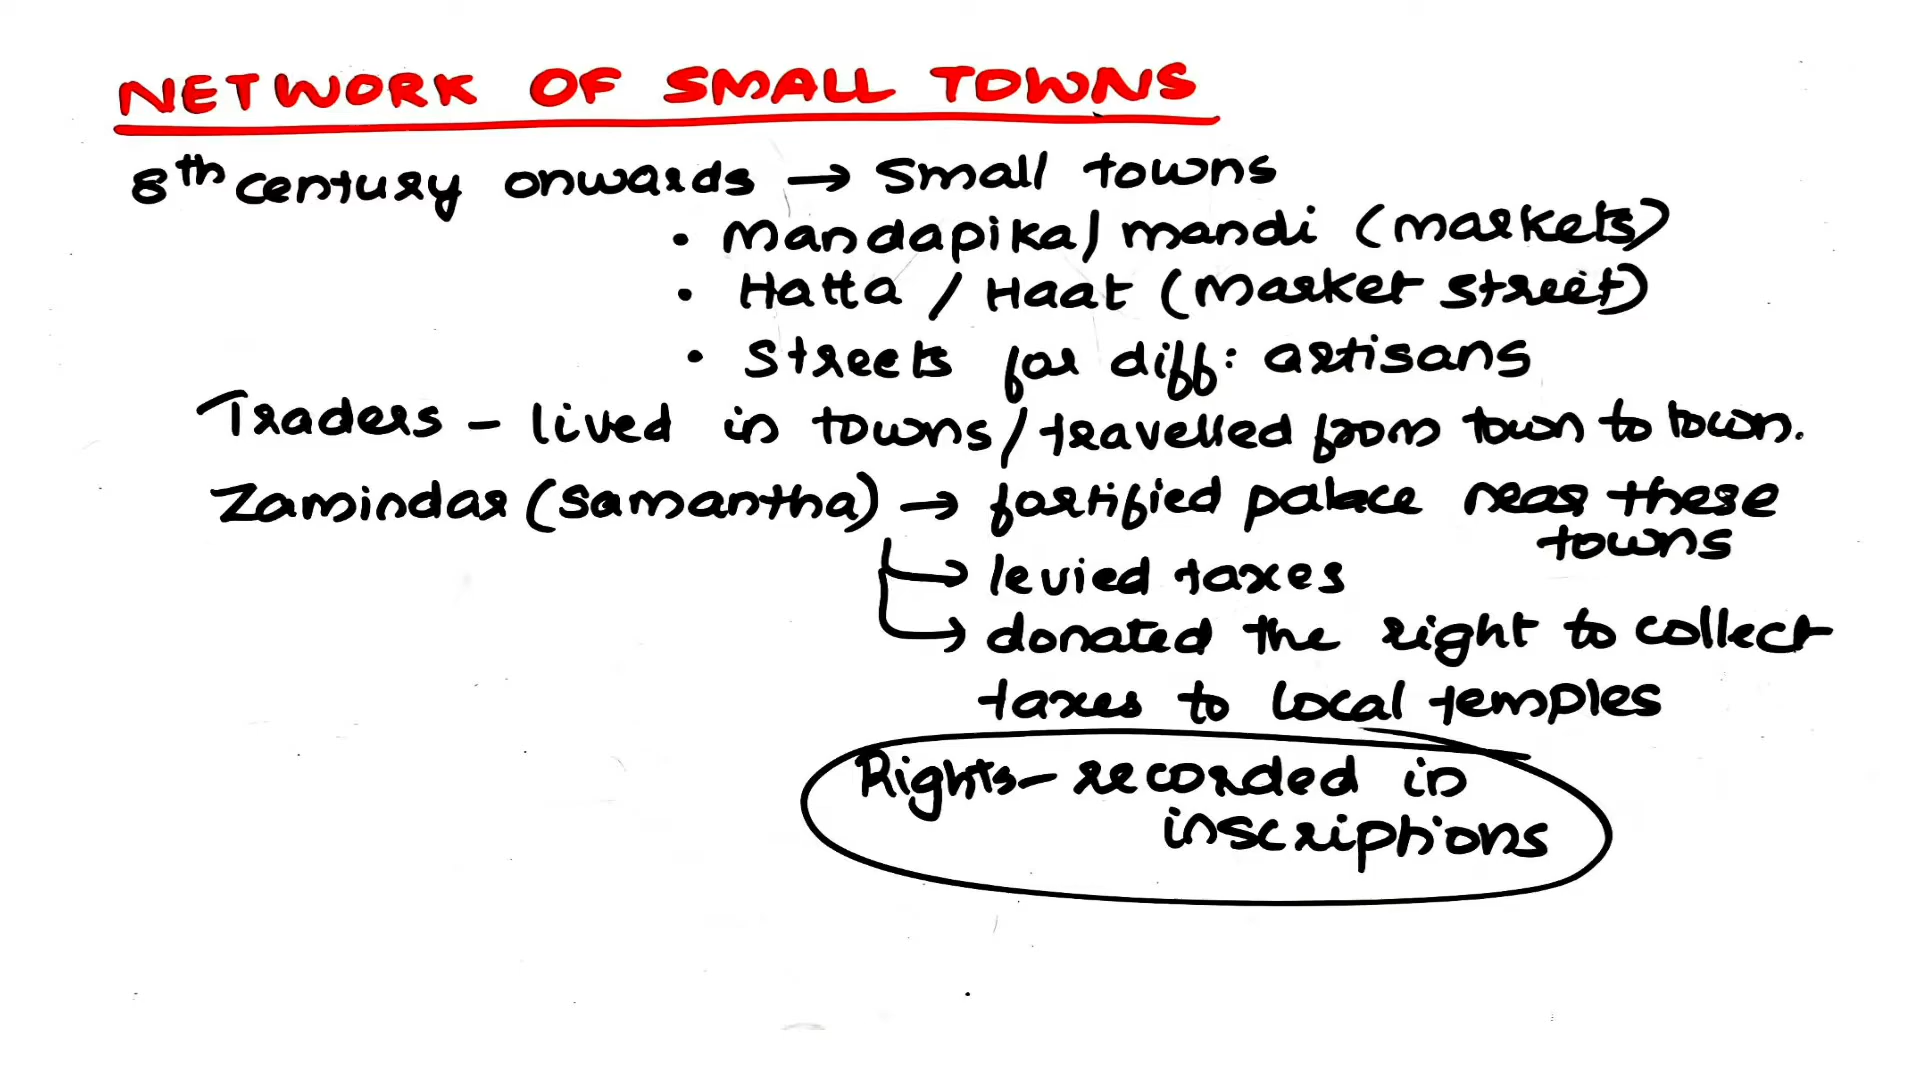 NETWORK OF SMALL TOWNS
8th century onwards → Small towns
• Mandapika/mandi (markets)
• Hatta / Haat (Market street)
• Streets for diff: artisans
Traders - lived in towns/travelled from town to town.
Zamindar (Samantha) → fortified palace near these
towns
→ levied taxes
→ donated the right to collect
taxes to local temples
Rights - recorded in
inscriptions